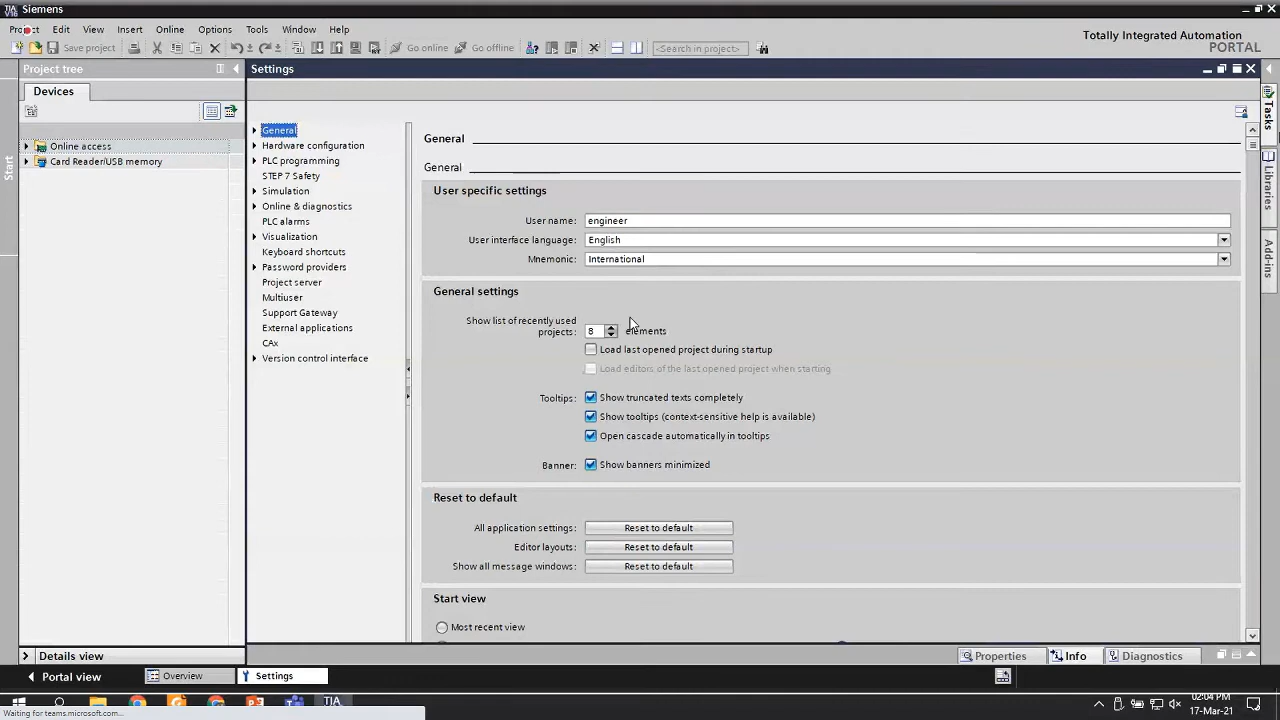 TIA
V16
Siemens
Project Edit View Insert Online Options Tools Window Help
Totally Integrated Automation
PORTAL
Save project
Go online
Go offline
<Search in project>
Project tree
Settings
Devices
Online access
Card Reader/USB memory
Start
General
Hardware configuration
PLC programming
STEP 7 Safety
Simulation
Online & diagnostics
PLC alarms
Visualization
Keyboard shortcuts
Password providers
Project server
Multiuser
Support Gateway
External applications
CAx
Version control interface
General
General
User specific settings
User name: engineer
User interface language: English
Mnemonic: International
General settings
Show list of recently used
projects: 8 elements
Load last opened project during startup
Load editors of the last opened project when starting
Tooltips: Show truncated texts completely
Show tooltips (context-sensitive help is available)
Open cascade automatically in tooltips
Banner: Show banners minimized
Reset to default
All application settings: Reset to default
Editor layouts: Reset to default
Show all message windows: Reset to default
Start view
Most recent view
Tasks
Libraries
Add-ins
Details view
Properties
Info
Diagnostics
Portal view
Overview
Settings
TIA
02:04 PM
17-Mar-21
Waiting for teams.microsoft.com...